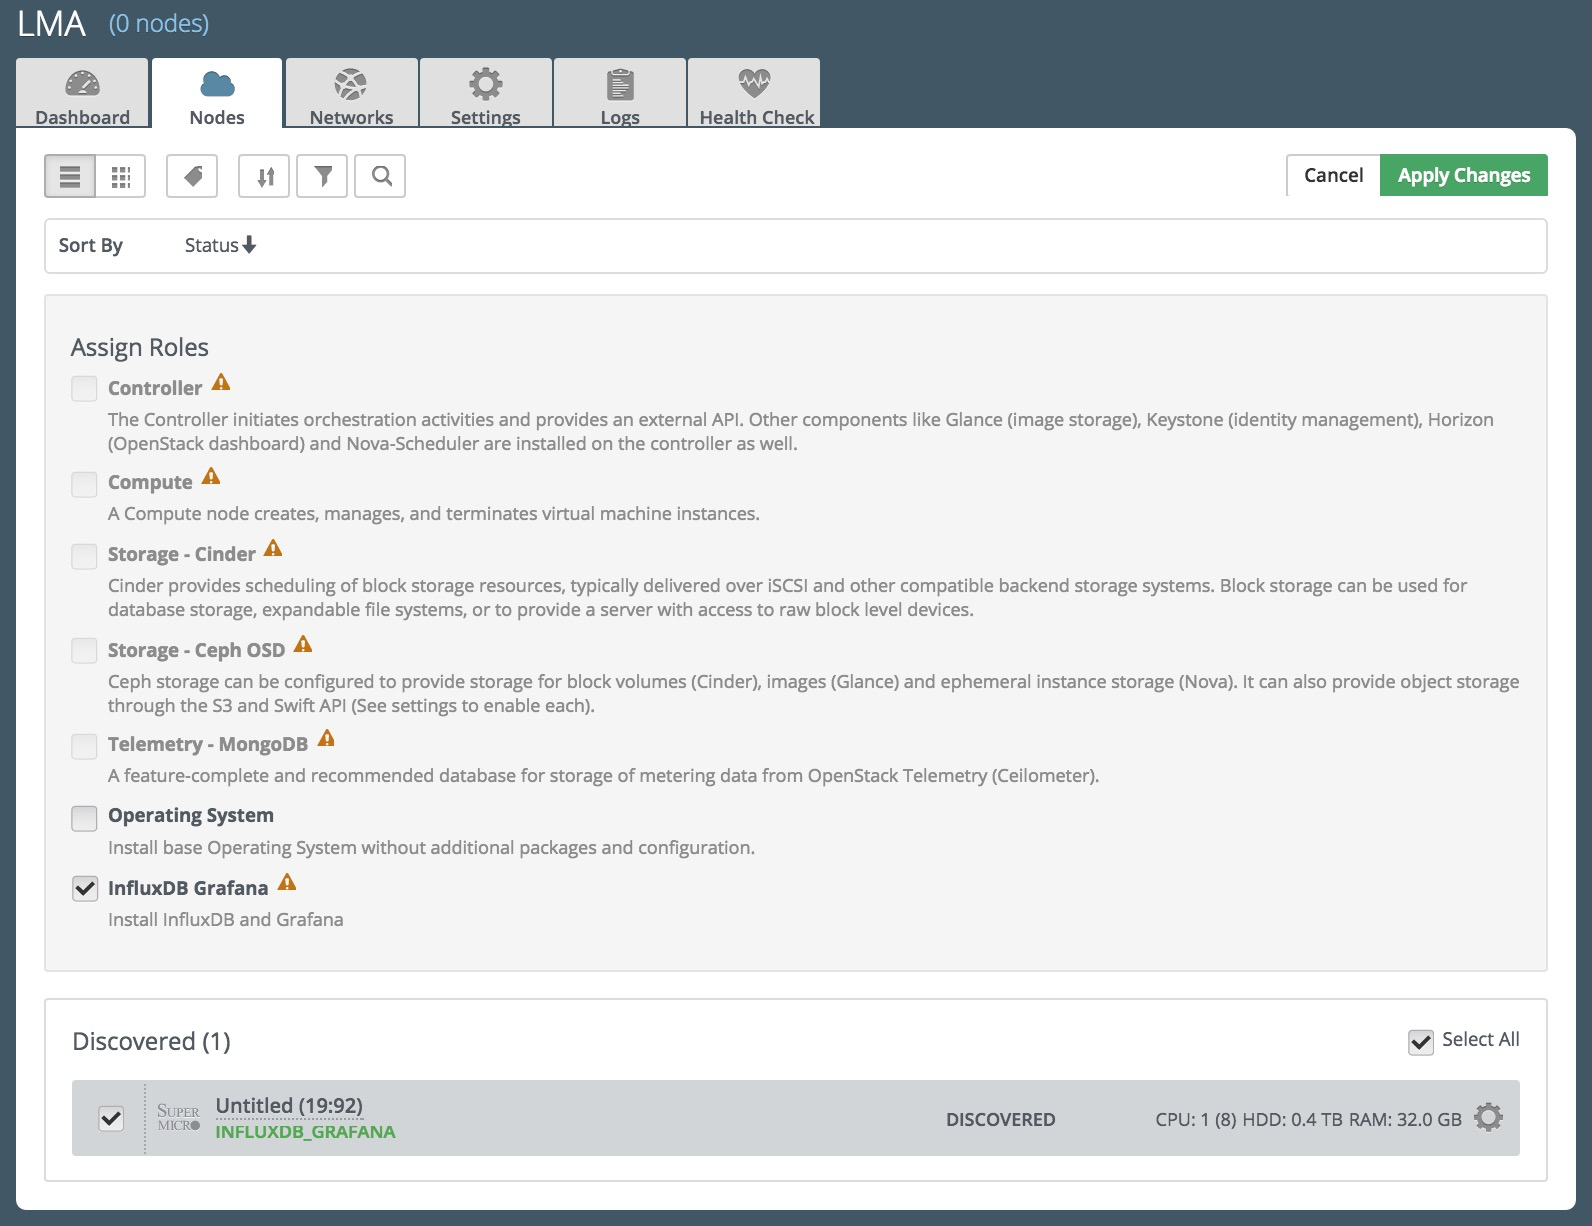 LMA (0 nodes)
Dashboard
Nodes
Networks
Settings
Logs
Health Check
Cancel
Apply Changes
Sort By Status
Assign Roles
Controller
The Controller initiates orchestration activities and provides an external API. Other components like Glance (image storage), Keystone (identity management), Horizon
(OpenStack dashboard) and Nova-Scheduler are installed on the controller as well.
Compute
A Compute node creates, manages, and terminates virtual machine instances.
Storage - Cinder
Cinder provides scheduling of block storage resources, typically delivered over iSCSI and other compatible backend storage systems. Block storage can be used for
database storage, expandable file systems, or to provide a server with access to raw block level devices.
Storage - Ceph OSD
Ceph storage can be configured to provide storage for block volumes (Cinder), images (Glance) and ephemeral instance storage (Nova). It can also provide object storage
through the S3 and Swift API (See settings to enable each).
Telemetry - MongoDB
A feature-complete and recommended database for storage of metering data from OpenStack Telemetry (Ceilometer).
Operating System
Install base Operating System without additional packages and configuration.
InfluxDB Grafana
Install InfluxDB and Grafana
Discovered (1)
Select All
SUPER
MICRO
Untitled (19:92)
INFLUXDB_GRAFANA
DISCOVERED
CPU: 1 (8) HDD: 0.4 TB RAM: 32.0 GB